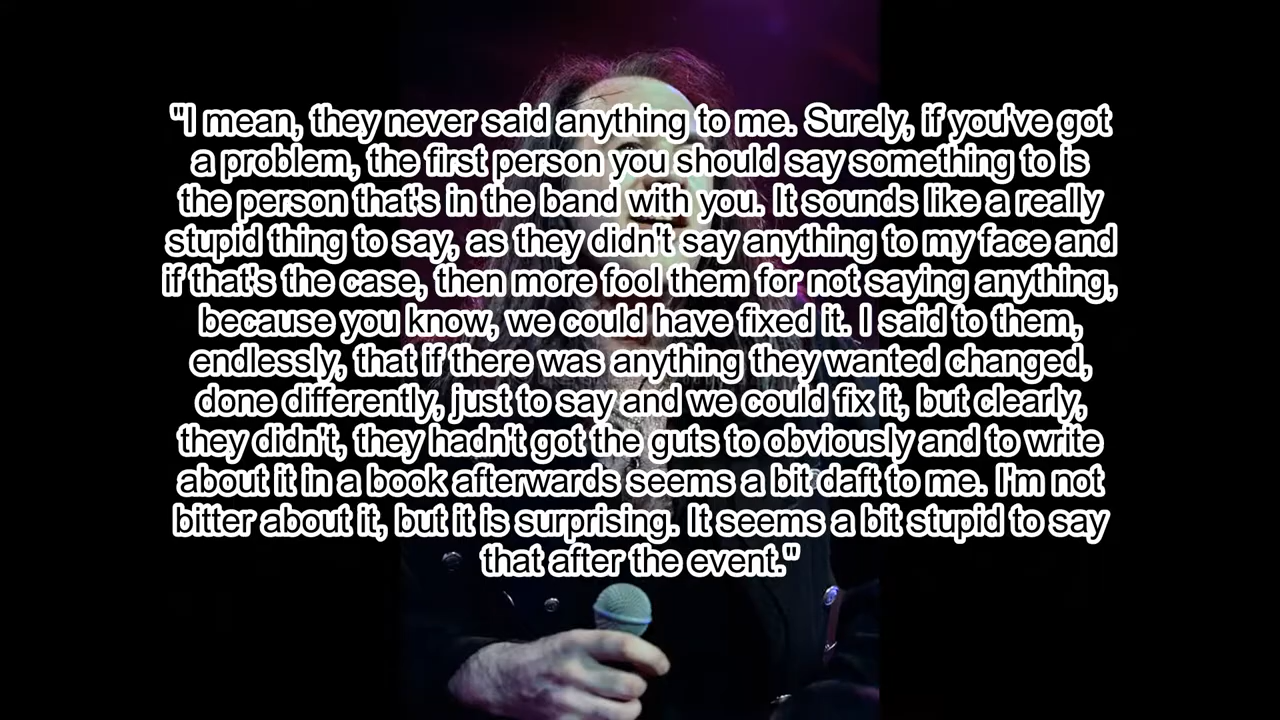 "I mean, they never said anything to me. Surely, if you've got
a problem, the first person you should say something to is
the person that's in the band with you. It sounds like a really
stupid thing to say, as they didn't say anything to my face and
if that's the case, then more fool them for not saying anything,
because you know, we could have fixed it. I said to them,
endlessly, that if there was anything they wanted changed,
done differently, just to say and we could fix it, but clearly,
they didn't, they hadn't got the guts to obviously and to write
about it in a book afterwards seems a bit daft to me. I'm not
bitter about it, but it is surprising. It seems a bit stupid to say
that after the event."